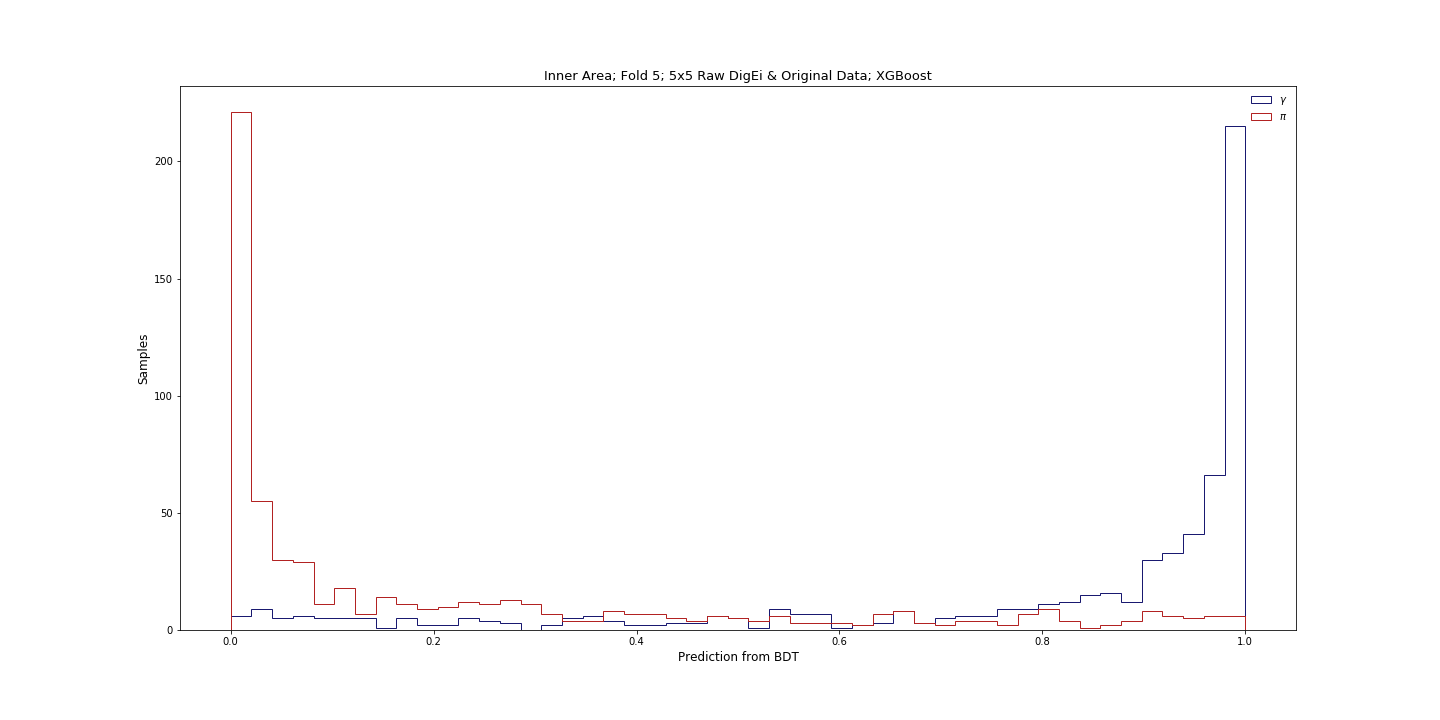 Inner Area; Fold 5; 5x5 Raw DigEi & Original Data; XGBoost
γ
π
200
150
100
50
0
Samples
0.0 0.2 0.4 0.6 0.8 1.0
Prediction from BDT